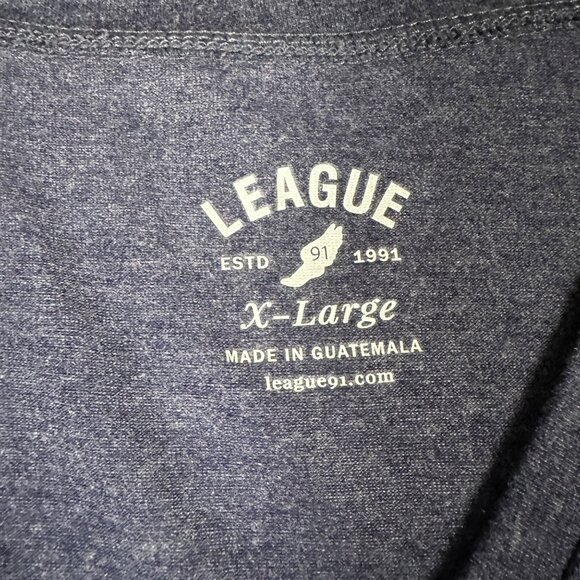 LEAGUE
ESTD 91 1991
X-Large
MADE IN GUATEMALA
league91.com